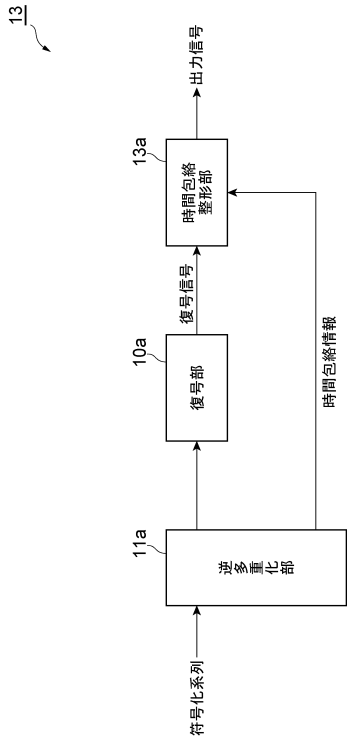 13
符号化系列
11a
逆多重化部
10a
復号部
復号信号
13a
時間包絡
整形部
出力信号
時間包絡情報